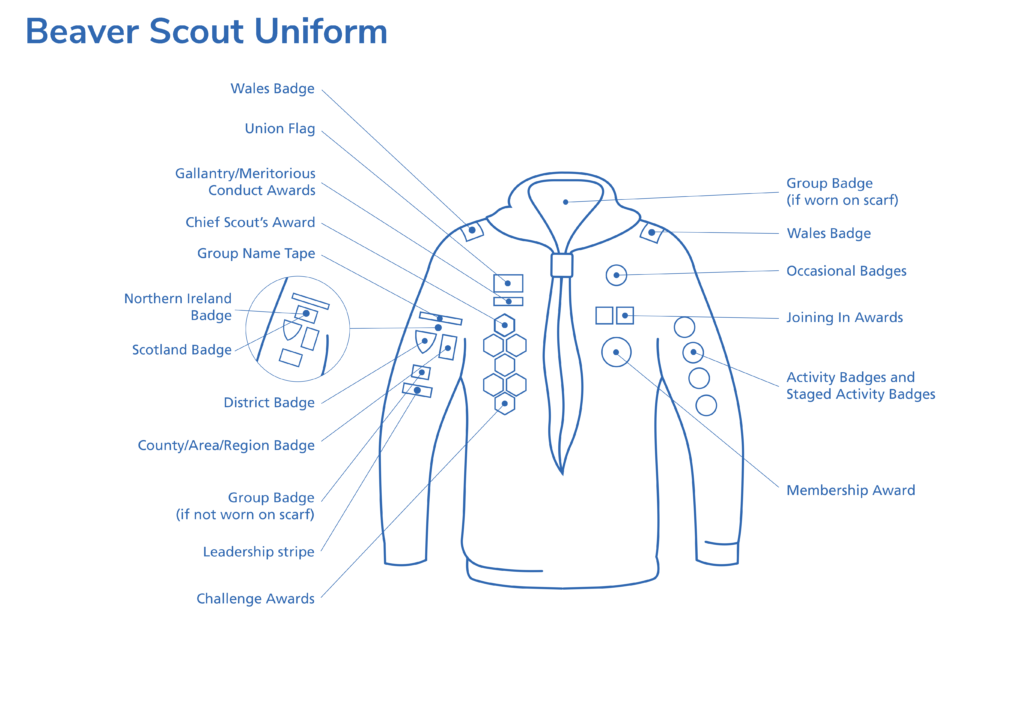 Beaver Scout Uniform
Wales Badge
Union Flag
Gallantry/Meritorious
Conduct Awards
Chief Scout's Award
Group Name Tape
Northern Ireland
Badge
Scotland Badge
District Badge
County/Area/Region Badge
Group Badge
(if not worn on scarf)
Leadership stripe
Challenge Awards
Group Badge
(if worn on scarf)
Wales Badge
Occasional Badges
Joining In Awards
Activity Badges and
Staged Activity Badges
Membership Award